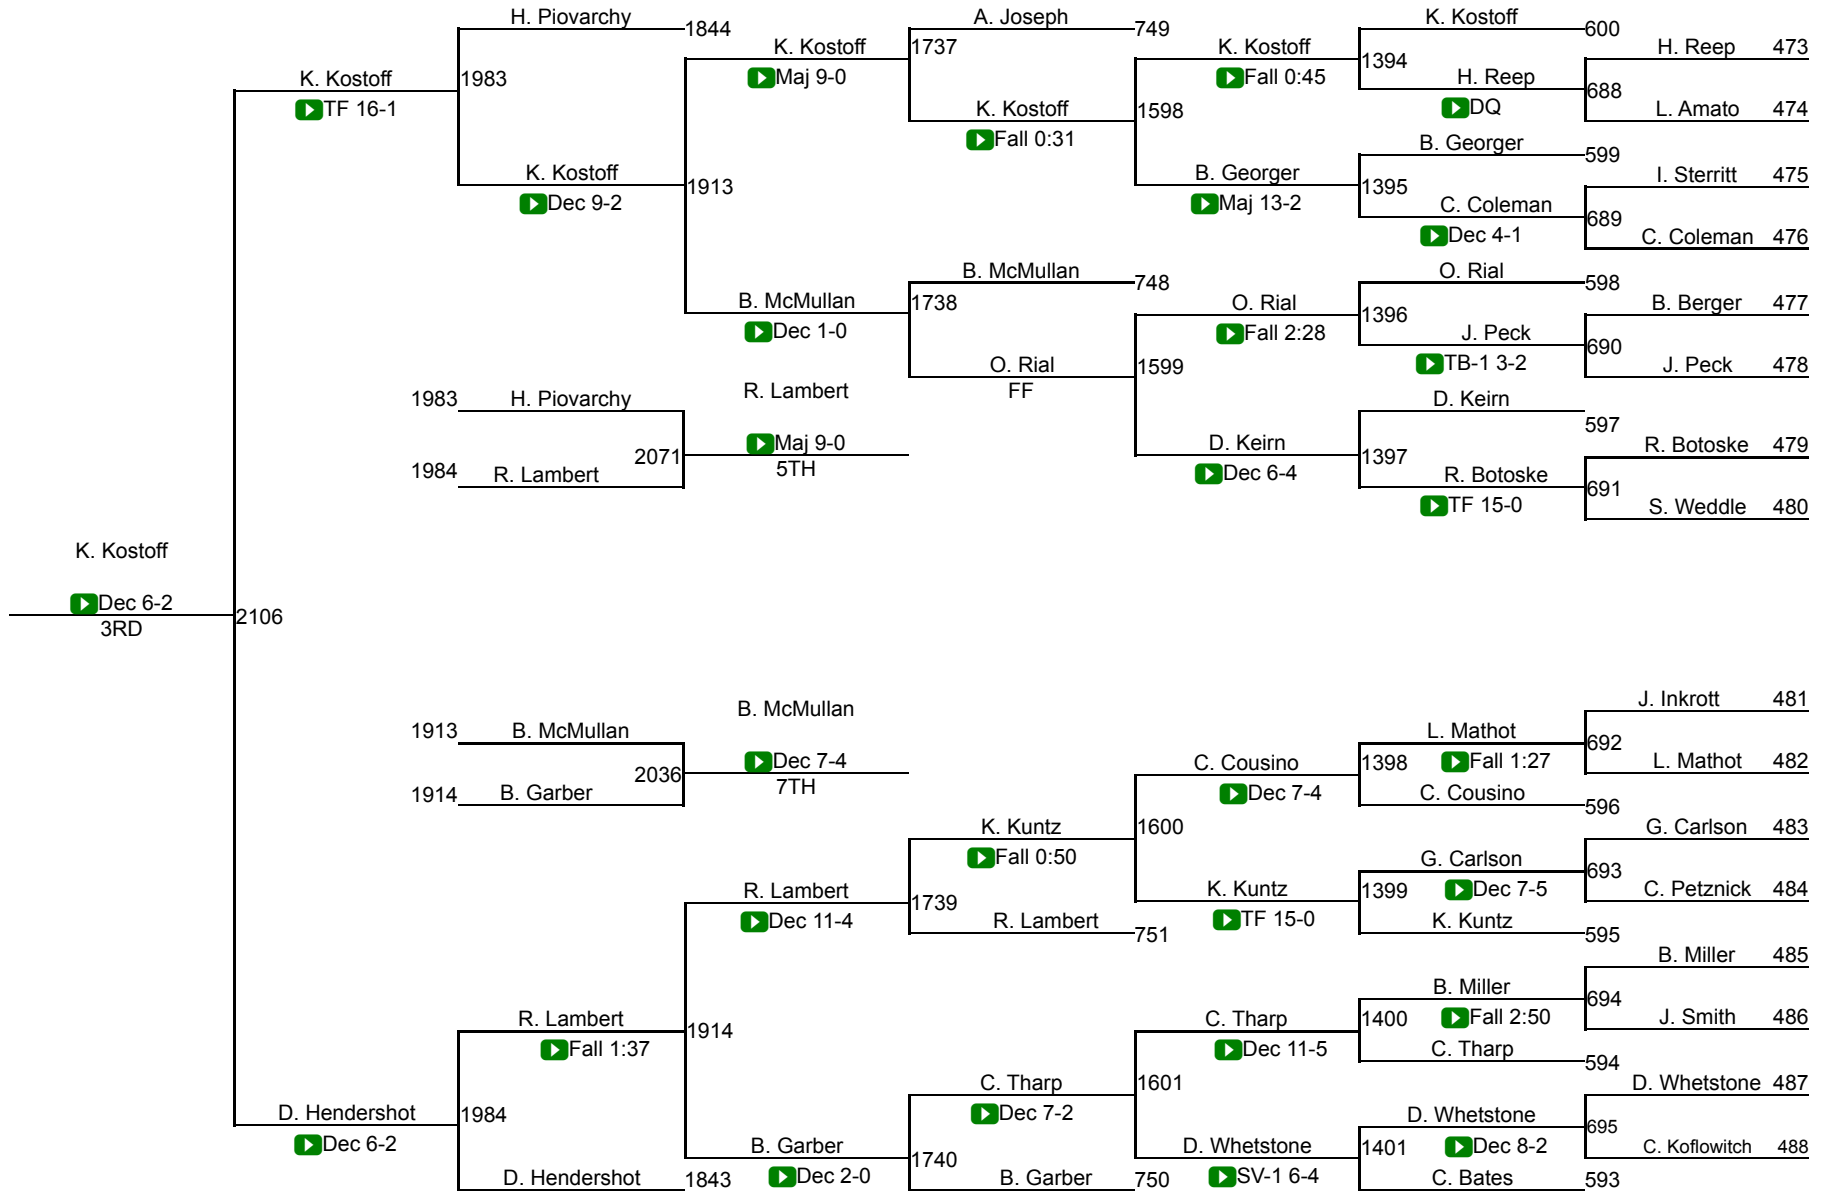 H. Piovarchy
1844
A. Joseph
749
K. Kostoff
600
K. Kostoff
Maj 9-0
1737
K. Kostoff
Fall 0:45
1394
H. Reep 473
K. Kostoff
TF 16-1
1983
H. Reep
DQ
688
L. Amato 474
K. Kostoff
Fall 0:31
1598
B. Georger
599
I. Sterritt 475
K. Kostoff
Dec 9-2
1913
B. Georger
Maj 13-2
1395
C. Coleman
Dec 4-1
689
C. Coleman 476
B. McMullan
748
O. Rial
598
B. McMullan
Dec 1-0
1738
O. Rial
Fall 2:28
1396
B. Berger 477
J. Peck
TB-1 3-2
690
J. Peck 478
O. Rial
FF
1599
1983
H. Piovarchy
R. Lambert
D. Keirn
597
2071
Maj 9-0
5TH
D. Keirn
Dec 6-4
1397
R. Botoske 479
1984
R. Lambert
R. Botoske
TF 15-0
691
S. Weddle 480
K. Kostoff
Dec 6-2
3RD
2106
J. Inkrott 481
1913
B. McMullan
B. McMullan
L. Mathot
Fall 1:27
692
2036
Dec 7-4
7TH
C. Cousino
Dec 7-4
1398
L. Mathot 482
1914
B. Garber
C. Cousino
596
K. Kuntz
Fall 0:50
1600
G. Carlson 483
G. Carlson
Dec 7-5
693
R. Lambert
Dec 11-4
1739
K. Kuntz
TF 15-0
1399
C. Petznick 484
R. Lambert
751
K. Kuntz
595
B. Miller 485
B. Miller
Fall 2:50
694
R. Lambert
Fall 1:37
1914
C. Tharp
Dec 11-5
1400
J. Smith 486
C. Tharp
594
C. Tharp
Dec 7-2
1601
D. Whetstone 487
D. Hendershot
Dec 6-2
1984
D. Whetstone
Dec 8-2
695
B. Garber
Dec 2-0
1740
D. Whetstone
SV-1 6-4
1401
C. Koflowitch 488
D. Hendershot
1843
B. Garber
750
C. Bates
593